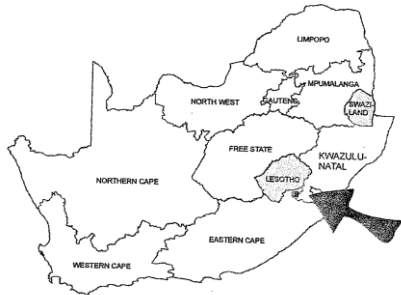 LIMPOPO
MPUMALANGA
NORTH WEST
GAUTENG
SWAZI-
LAND
FREE STATE
KWAZULU-
NATAL
LESOTHO
NORTHERN CAPE
EASTERN CAPE
WESTERN CAPE